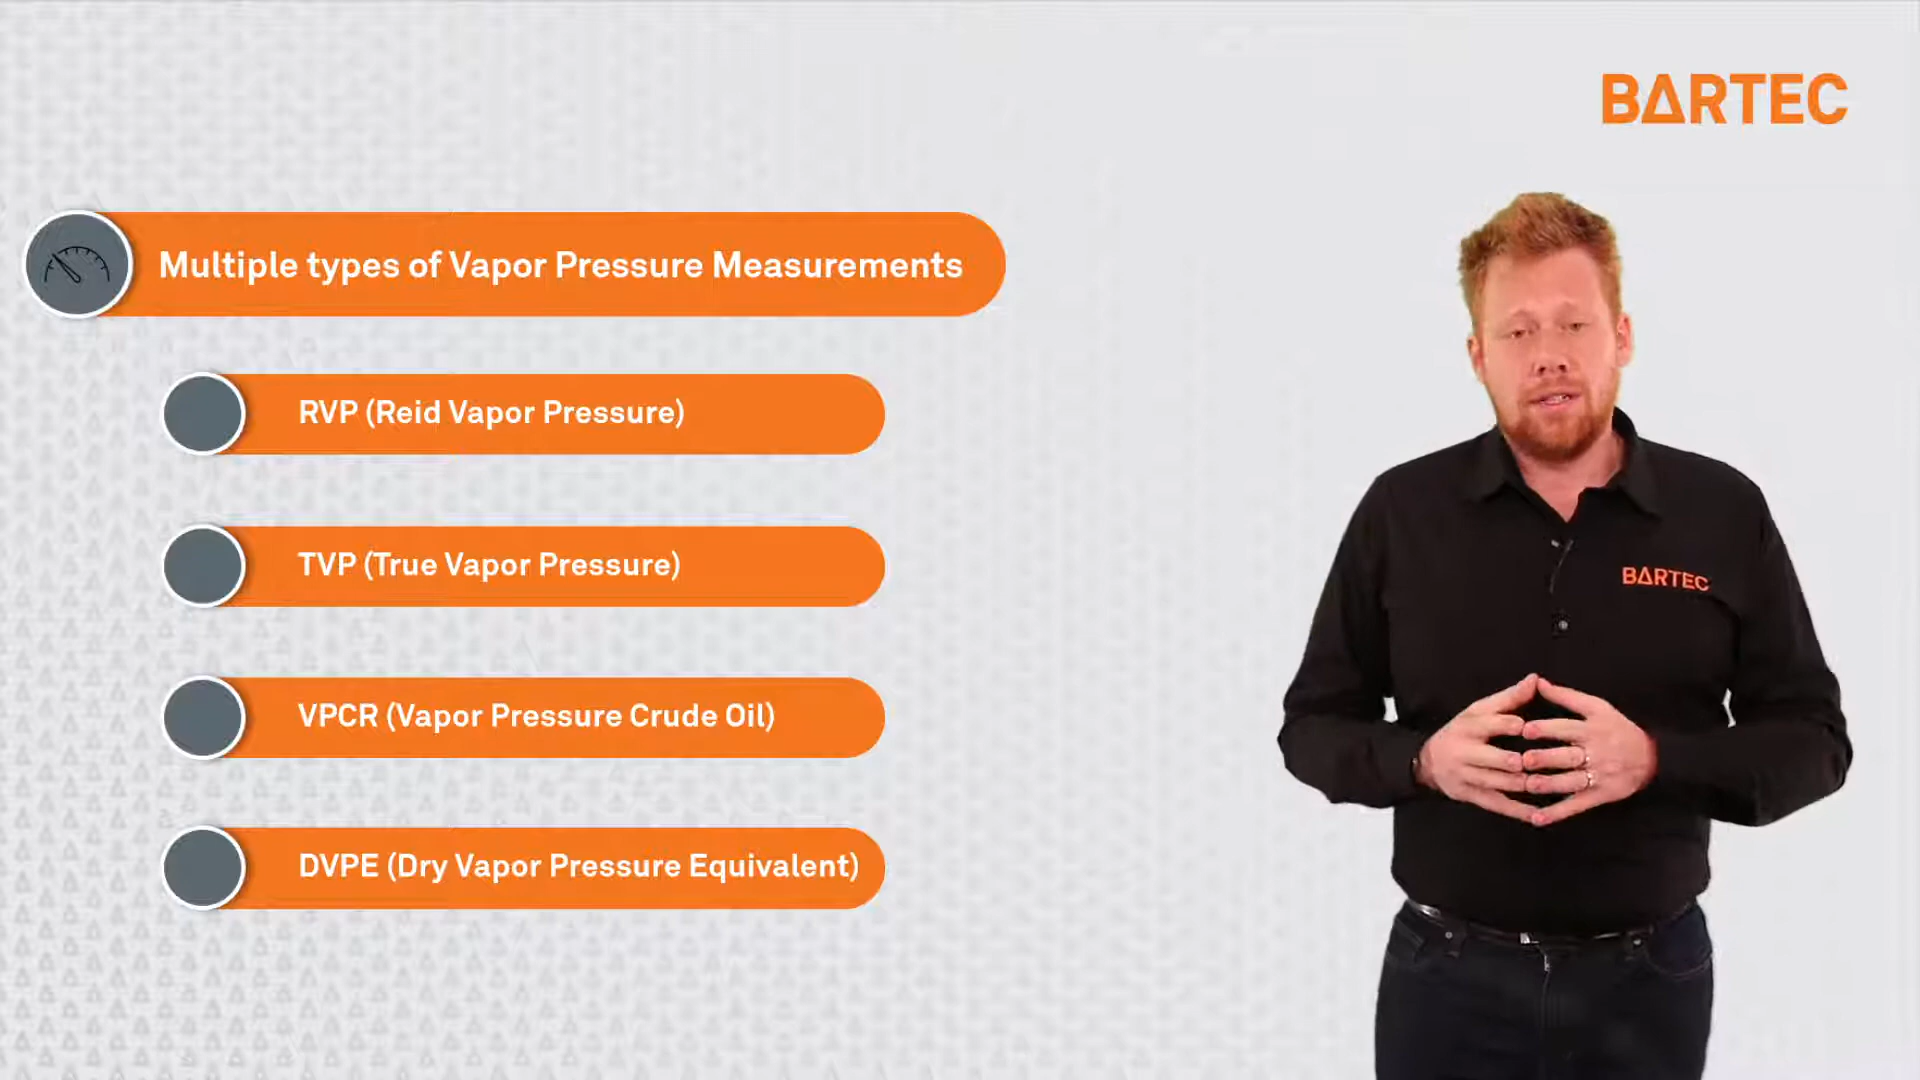 BARTEC
Multiple types of Vapor Pressure Measurements
RVP (Reid Vapor Pressure)
TVP (True Vapor Pressure)
VPCR (Vapor Pressure Crude Oil)
DVPE (Dry Vapor Pressure Equivalent)
BARTEC